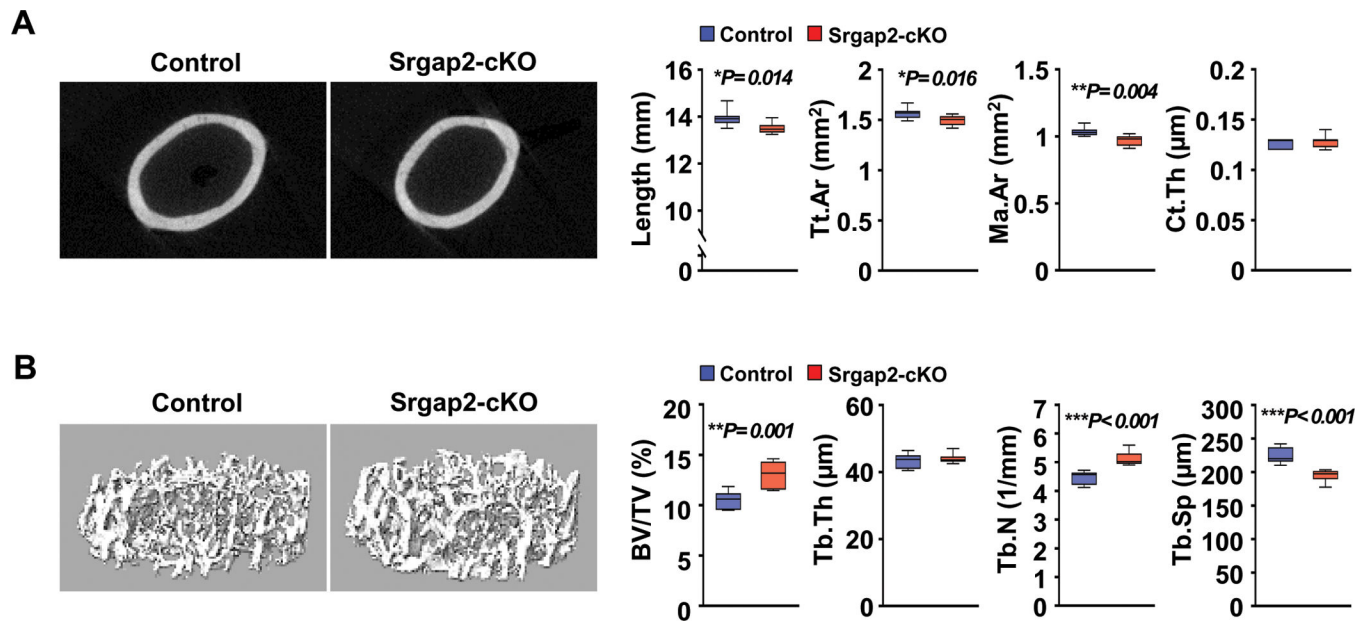 A
Control
Srgap2-cKO
Control Srgap2-cKO
Length (mm)
16
14
12
10
0
*P= 0.014
Tt.Ar (mm²)
2
1.5
1
0.5
0
*P= 0.016
Ma.Ar (mm²)
1.5
1
0.5
0
**P= 0.004
Ct.Th (µm)
0.2
0.15
0.1
0.05
0
B
Control
Srgap2-cKO
Control Srgap2-cKO
BV/TV (%)
20
15
10
5
0
**P= 0.001
Tb.Th (µm)
60
40
20
0
Tb.N (1/mm)
7
6
5
4
3
2
1
0
***P< 0.001
Tb.Sp (µm)
300
250
200
150
100
50
0
***P< 0.001